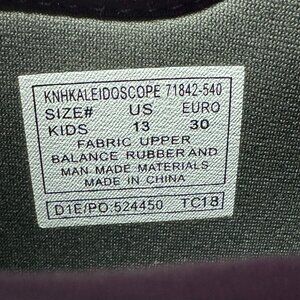 KNHKALEIDOSCOPE 71842-540
SIZE# US EURO
KIDS 13 30
FABRIC UPPER
BALANCE RUBBER AND
MAN MADE MATERIALS
MADE IN CHINA
D1E/PO:524450 TC18